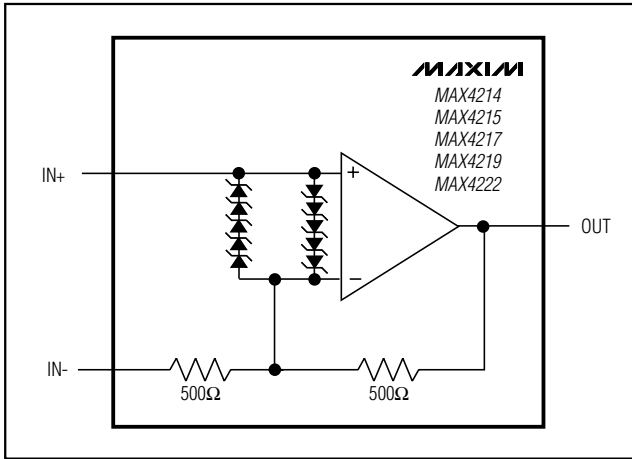 MAXIM
MAX4214
MAX4215
MAX4217
MAX4219
MAX4222
IN+
+
OUT
−
IN-
500Ω
500Ω